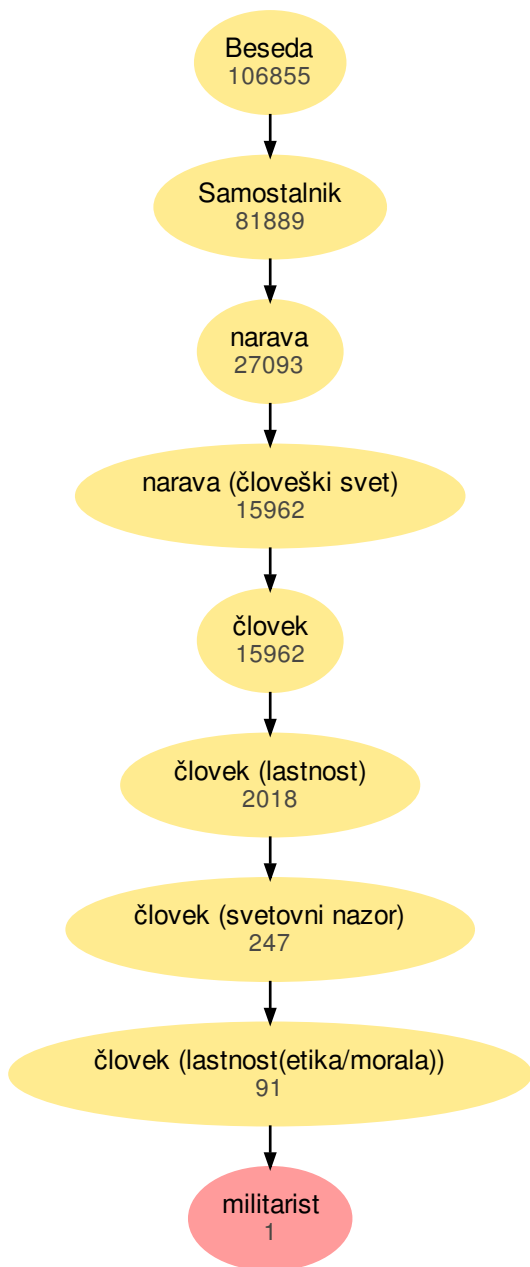 Beseda
106855
Samostalnik
81889
narava
27093
narava (človeški svet)
15962
človek
15962
človek (lastnost)
2018
človek (svetovni nazor)
247
človek (lastnost(etika/morala))
91
militarist
1